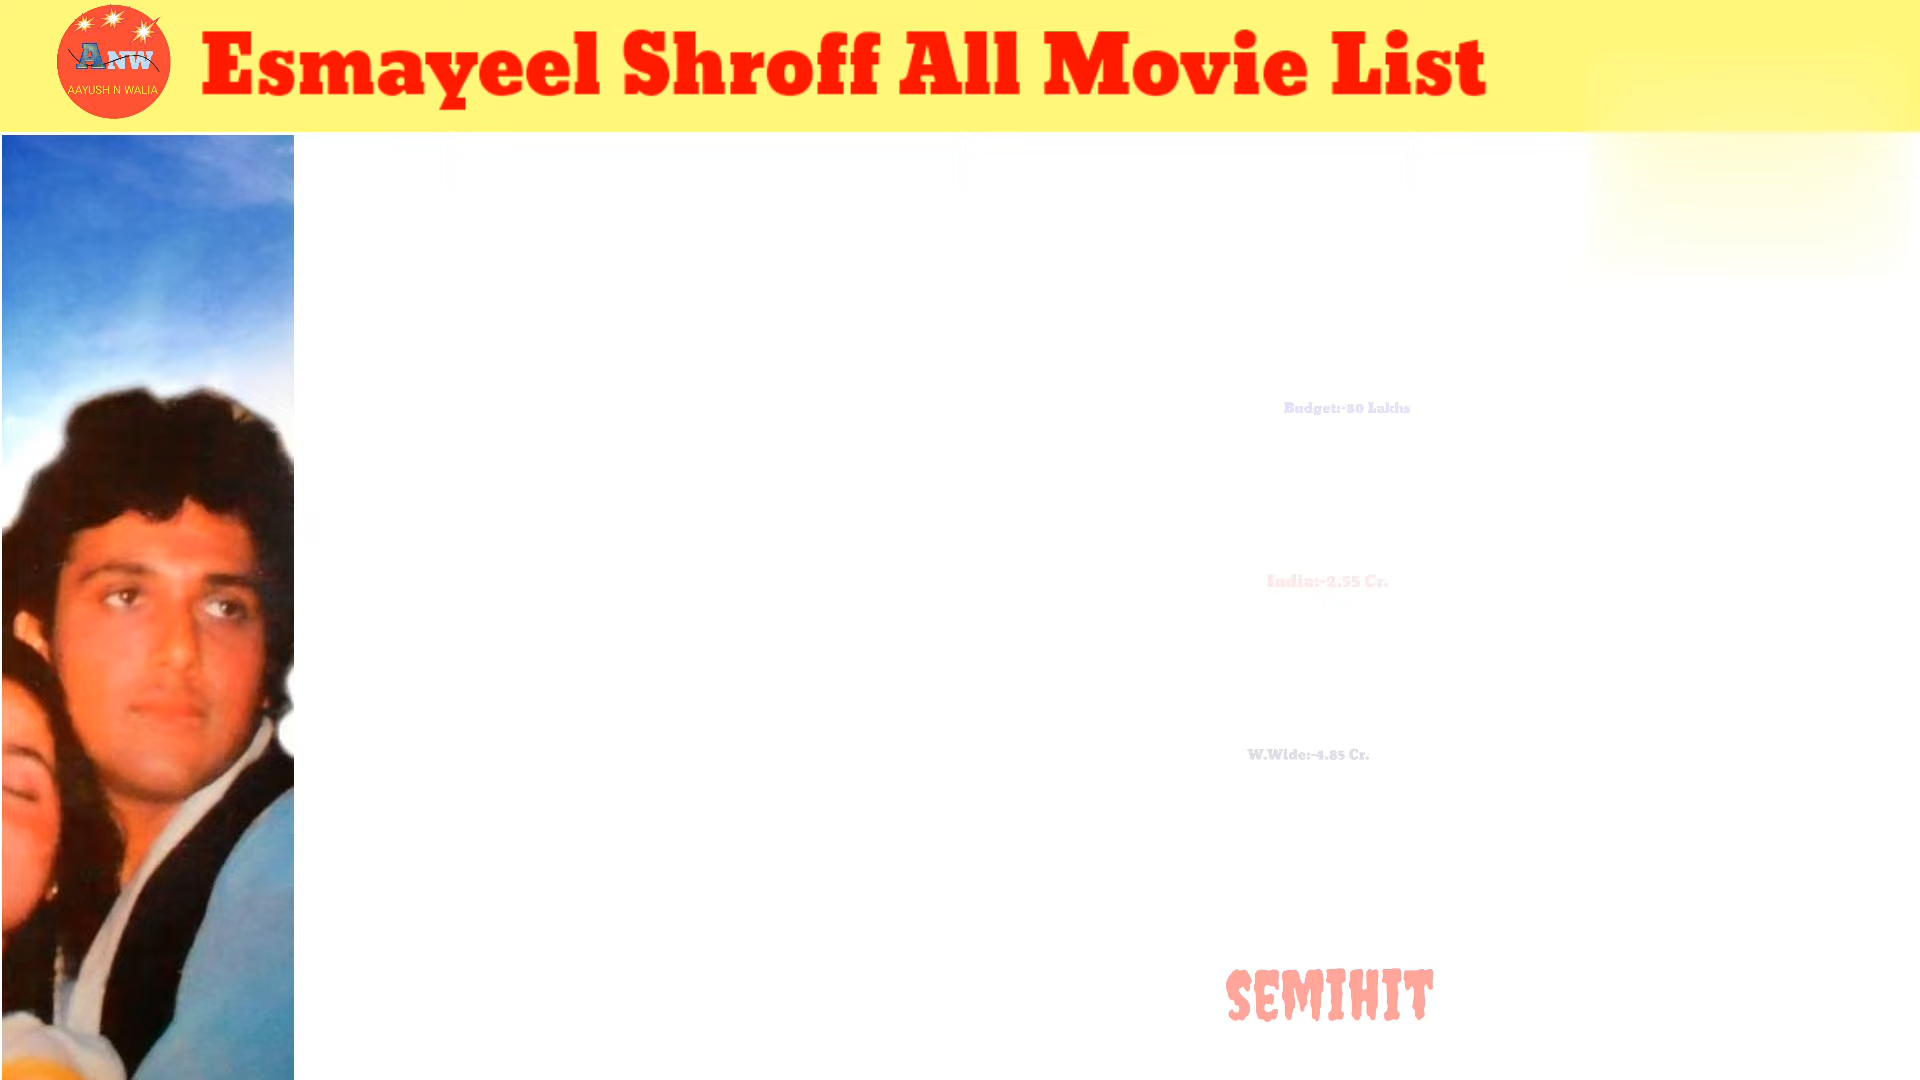 ANW
AAYUSH N WALIA
Esmayeel Shroff All Movie List
Budget:-80 Lakhs
India:-2.55 Cr.
W.Wide:-4.85 Cr.
SEMIHIT